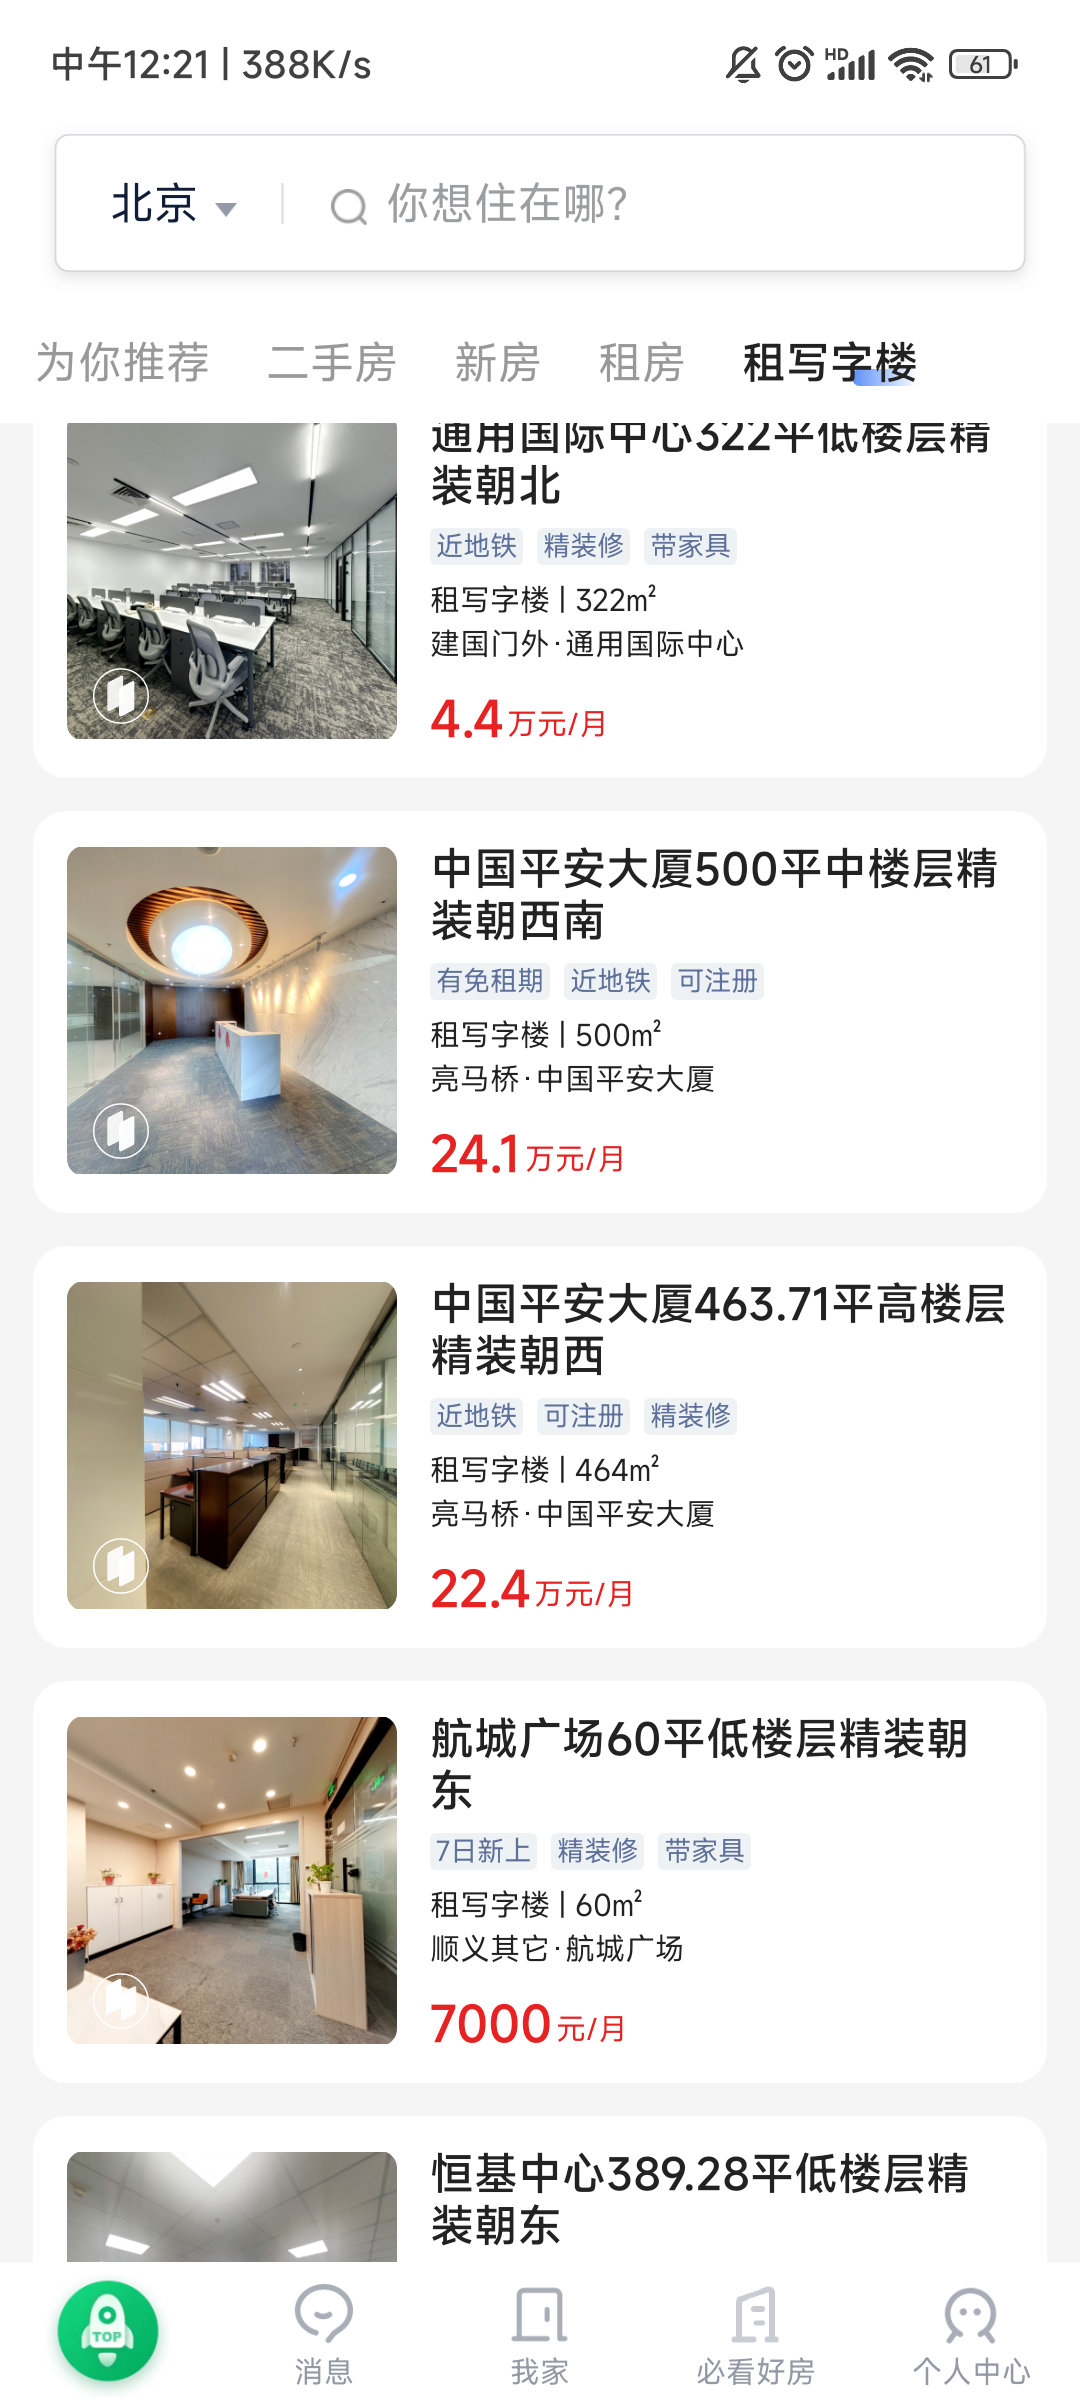 中午12:21 | 388K/s
HD
61
北京
你想住在哪?
为你推荐 二手房 新房 租房 租写字楼
通用国际中心322平低楼层精
装朝北
近地铁 精装修 带家具
租写字楼 | 322m²
建国门外·通用国际中心
4.4万元/月
中国平安大厦500平中楼层精
装朝西南
有免租期 近地铁 可注册
租写字楼 | 500m²
亮马桥·中国平安大厦
24.1万元/月
中国平安大厦463.71平高楼层
精装朝西
近地铁 可注册 精装修
租写字楼 | 464m²
亮马桥·中国平安大厦
22.4万元/月
航城广场60平低楼层精装朝
东
7日新上 精装修 带家具
租写字楼 | 60m²
顺义其它·航城广场
7000元/月
恒基中心389.28平低楼层精
装朝东
TOP
消息 我家 必看好房 个人中心